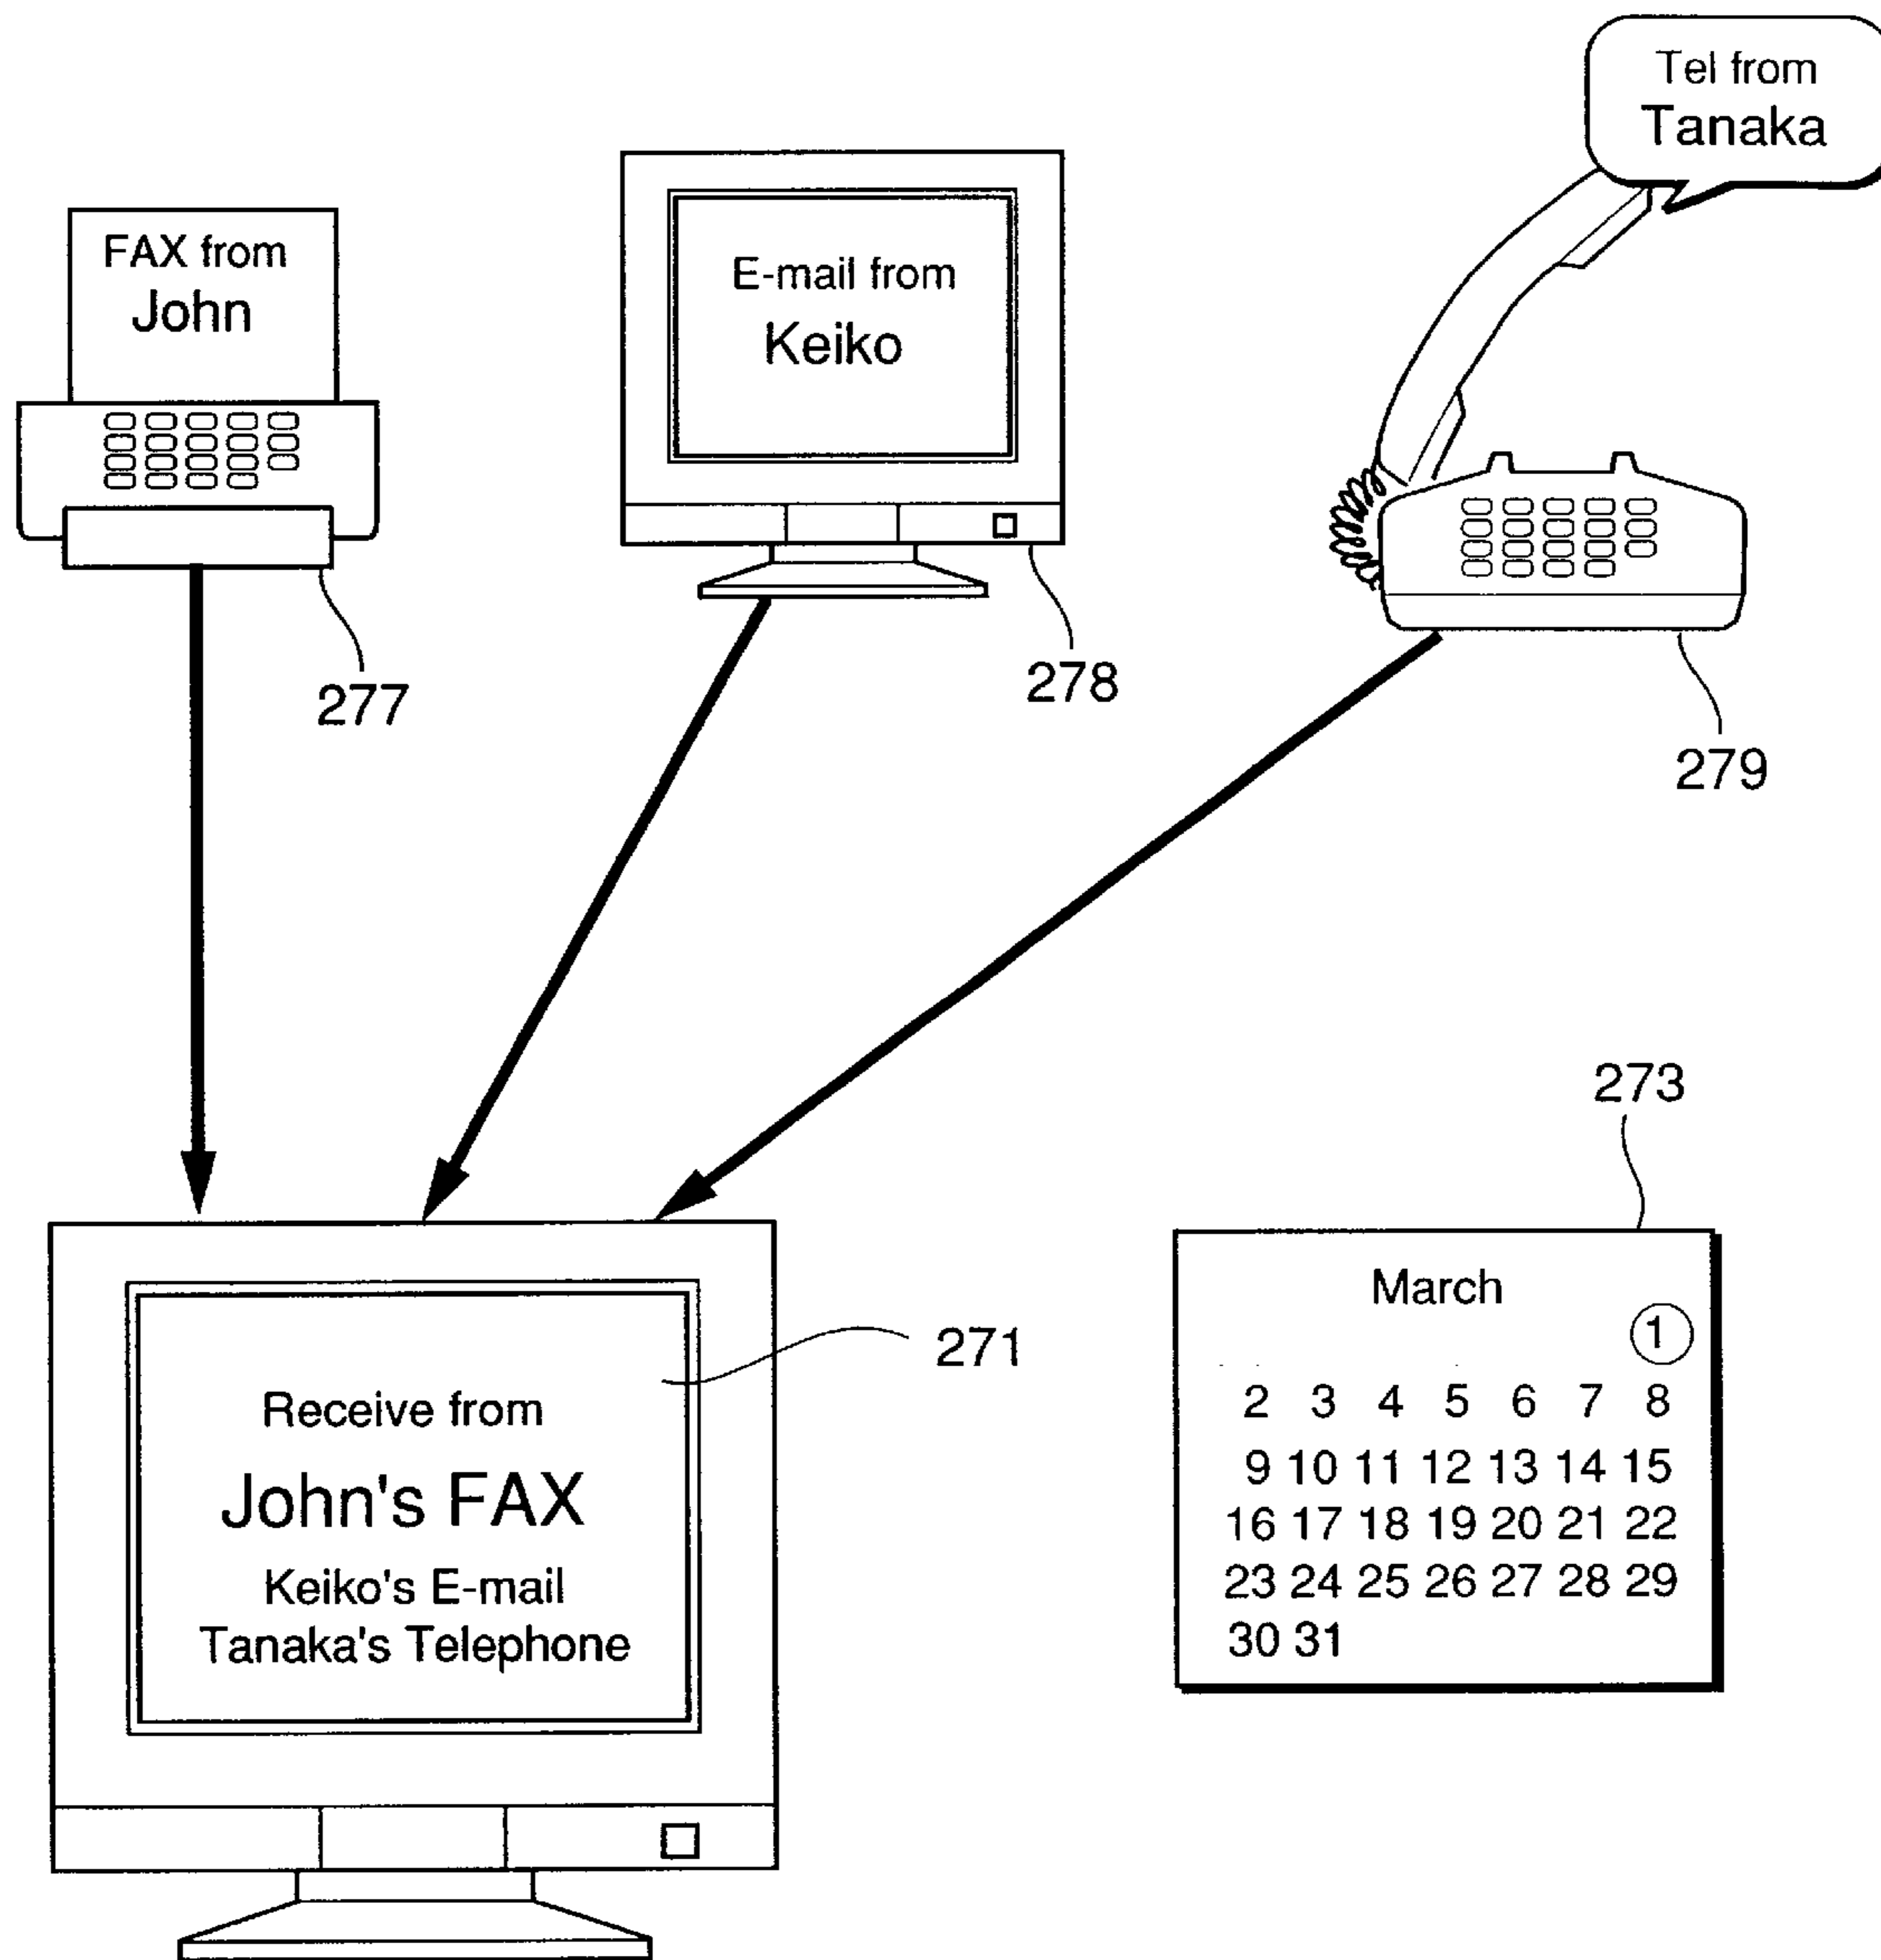 Tel from
Tanaka
FAX from
John
E-mail from
Keiko
277
278
279
273
271
Receive from
John's FAX
Keiko's E-mail
Tanaka's Telephone
March
1
2 3 4 5 6 7 8
9 10 11 12 13 14 15
16 17 18 19 20 21 22
23 24 25 26 27 28 29
30 31